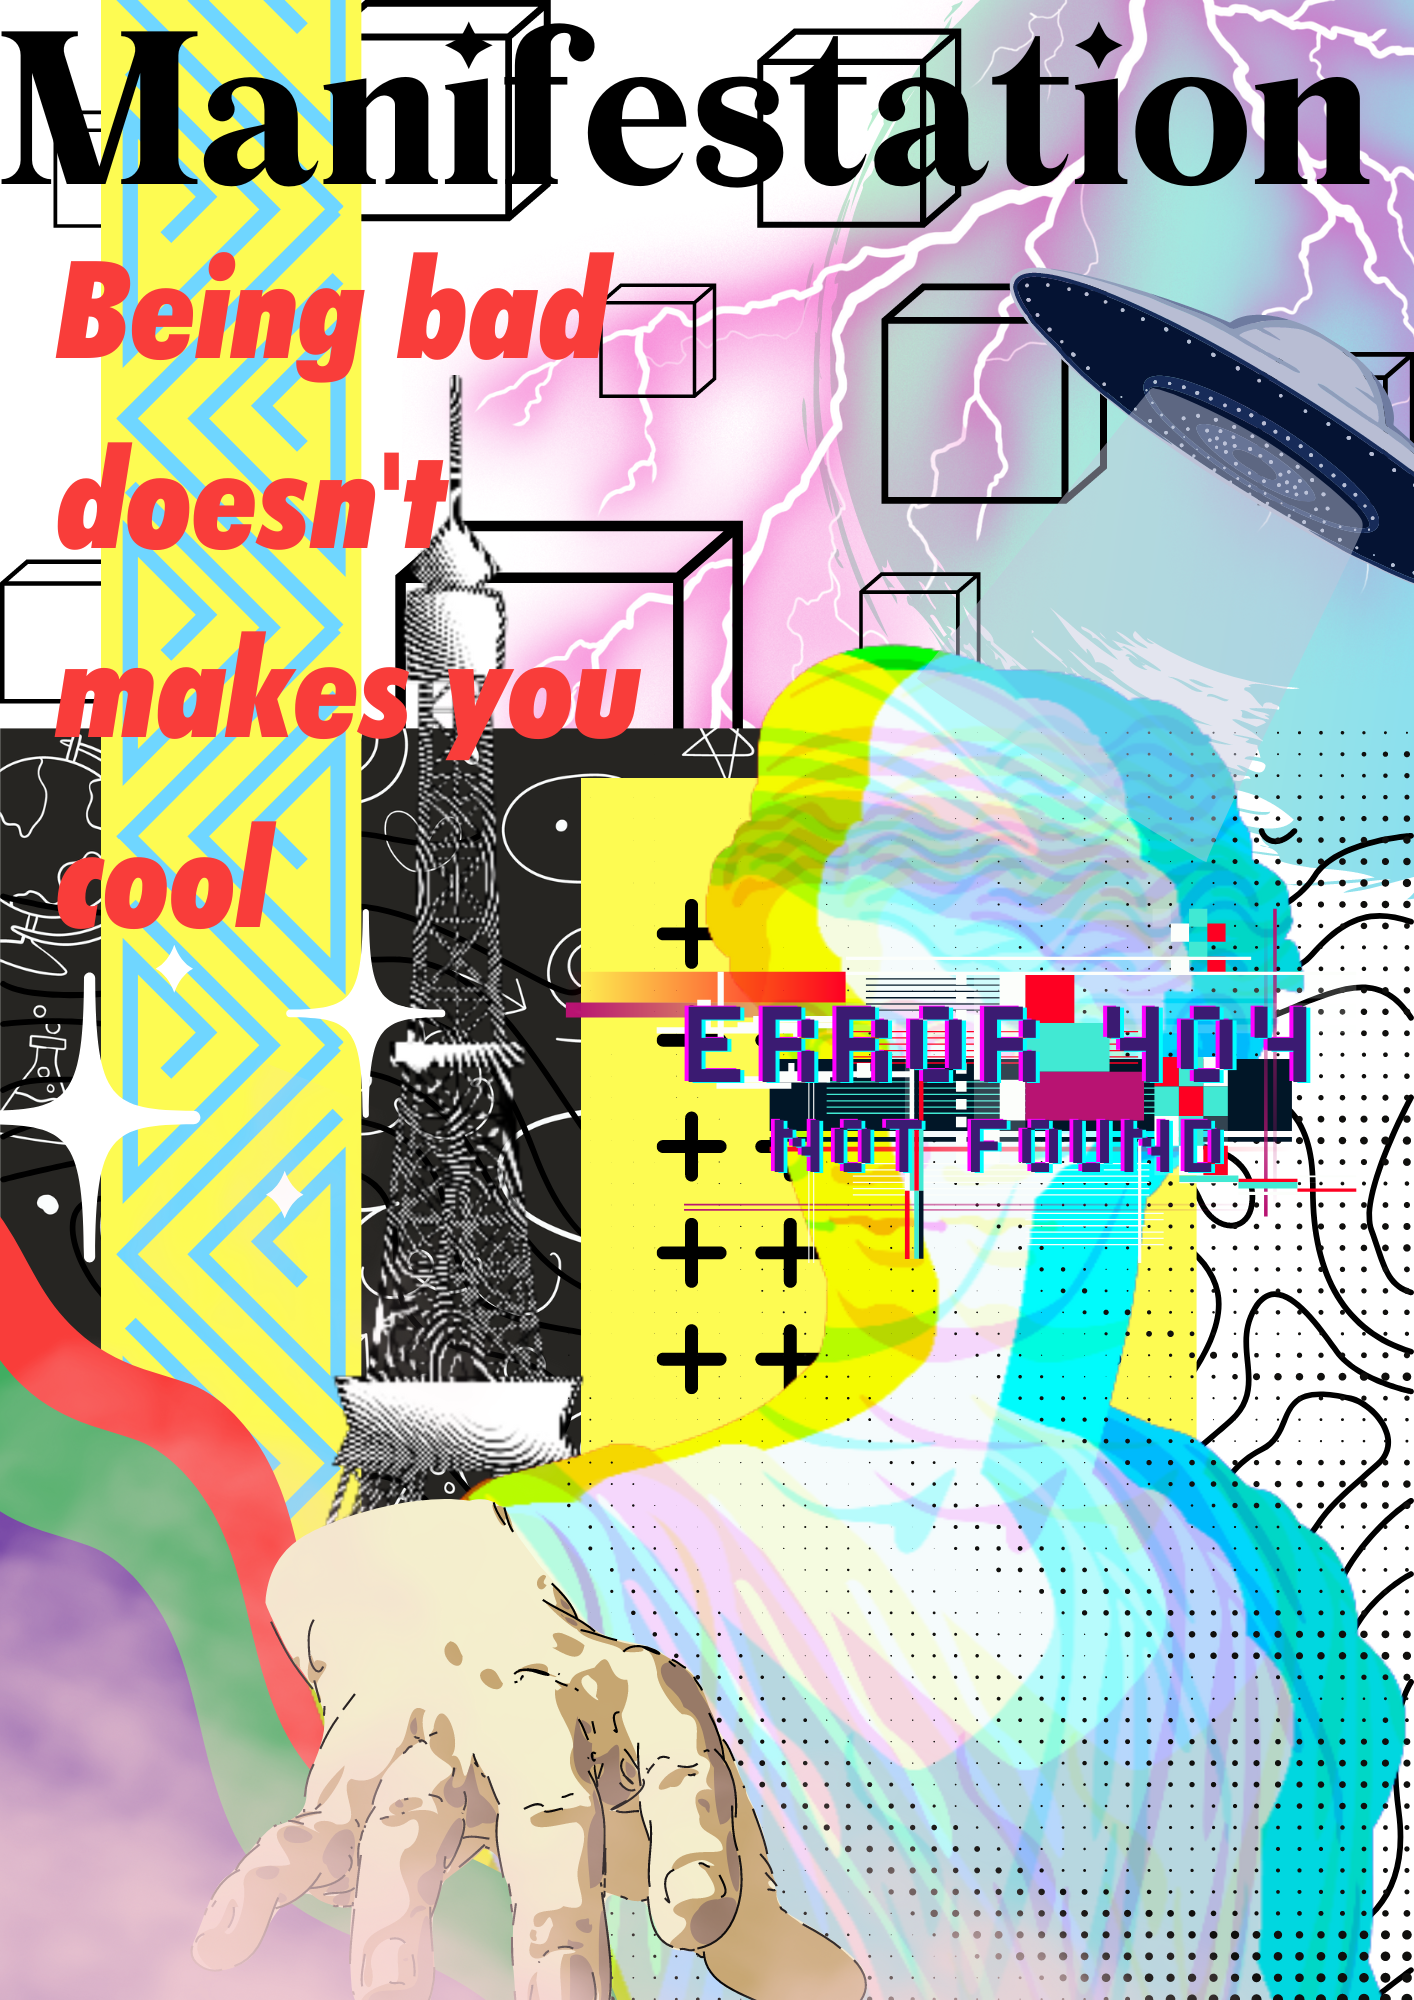 Manifestation
Being bad
doesn't
makes you
cool
ERROR 404
NOT FOUND